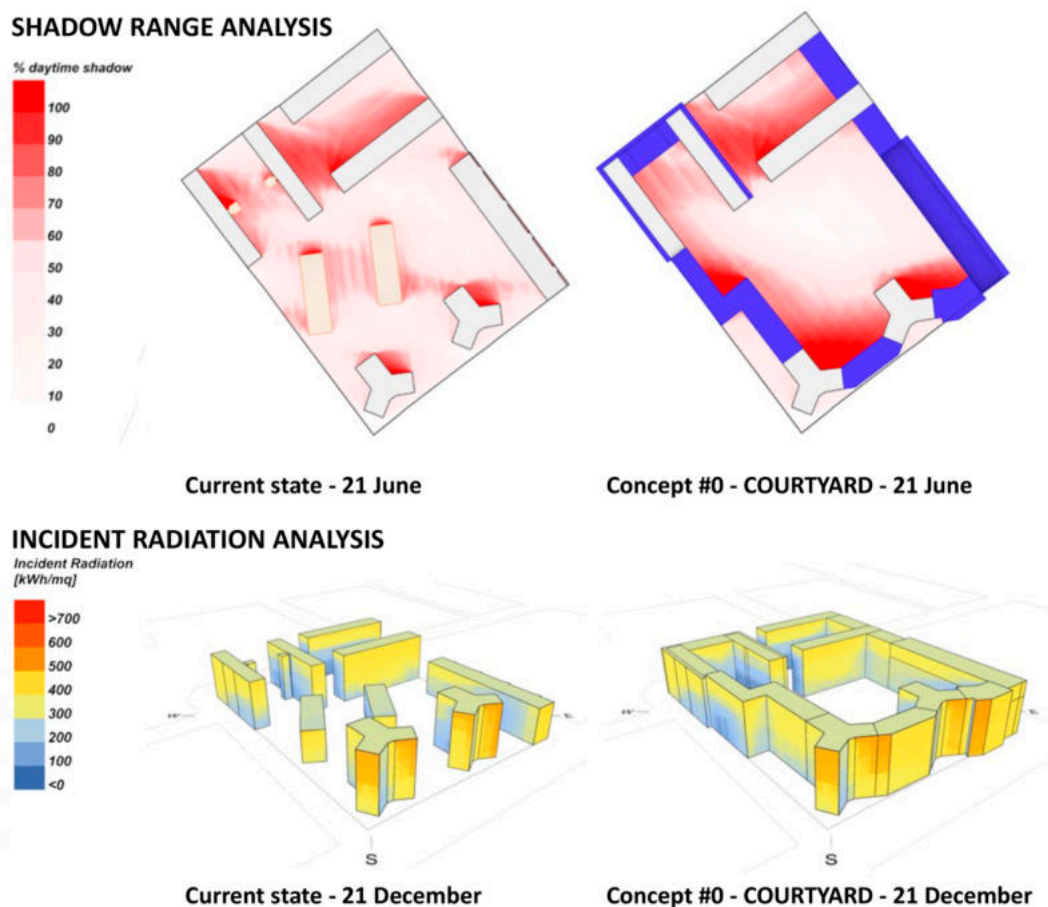 SHADOW RANGE ANALYSIS
% daytime shadow
100
90
80
70
60
50
40
30
20
10
0
Current state - 21 June
Concept #0 - COURTYARD - 21 June
INCIDENT RADIATION ANALYSIS
Incident Radiation
[kWh/mq]
>700
600
500
400
300
200
100
<0
S
S
Current state - 21 December
Concept #0 - COURTYARD - 21 December